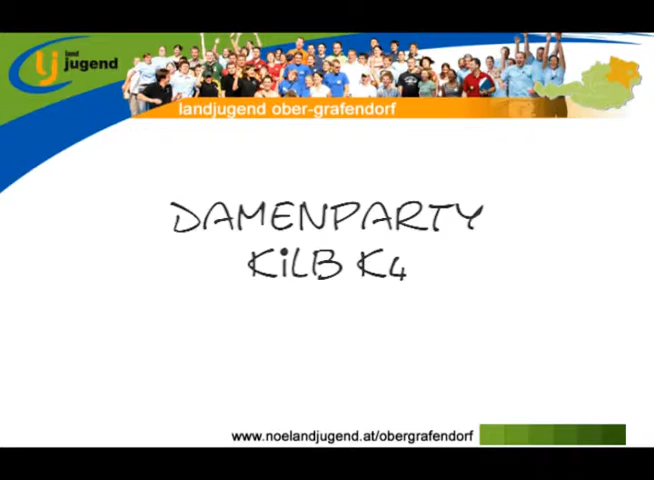 land
jugend
landjugend ober-grafendorf
DAMENPARTY
KiLB K4
www.noelandjugend.at/obergrafendorf